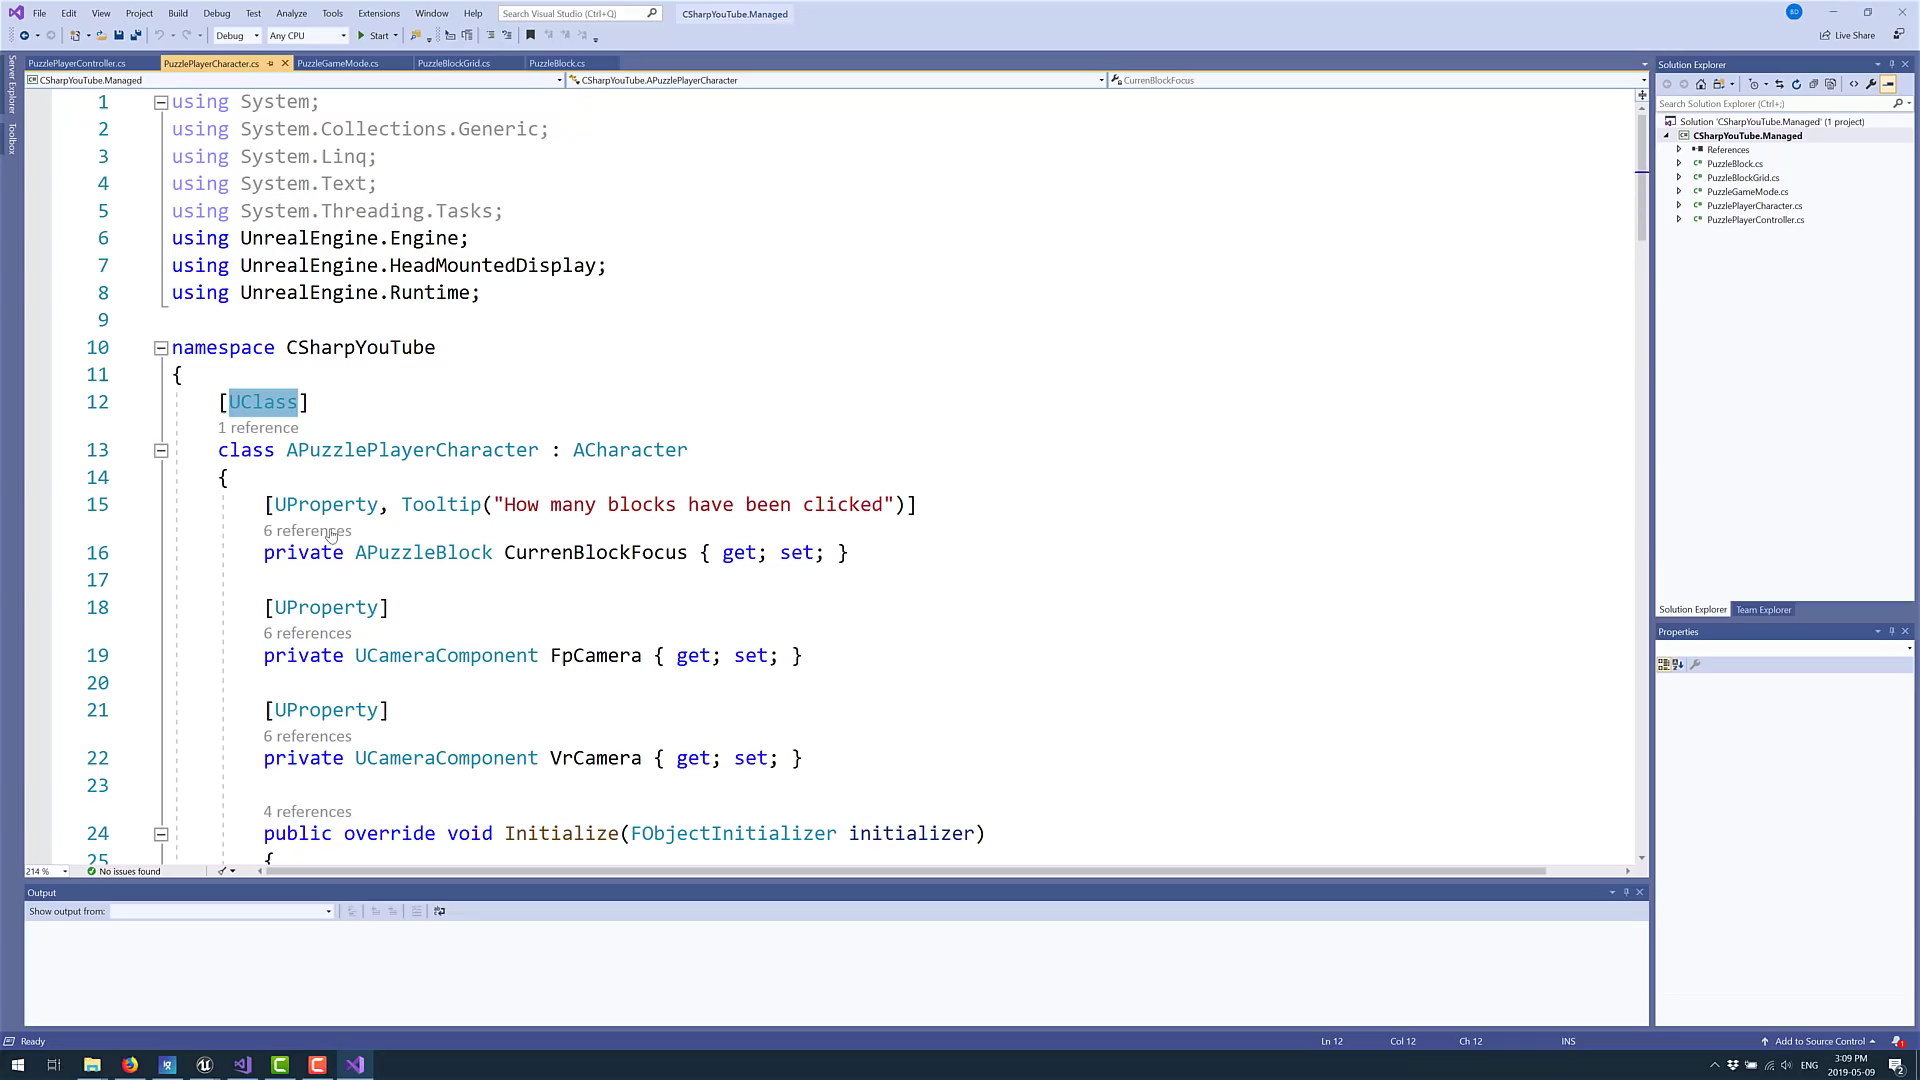 File Edit View Project Build Debug Test Analyze Tools Extensions Window Help Search Visual Studio (Ctrl+Q) CSharpYouTube.Managed BD
Debug Any CPU Start Live Share
PuzzlePlayerController.cs PuzzlePlayerCharacter.cs PuzzleGameMode.cs PuzzleBlockGrid.cs PuzzleBlock.cs
CSharpYouTube.Managed CSharpYouTube.APuzzlePlayerCharacter CurrenBlockFocus
Server Explorer
Toolbox
1 using System;
2 using System.Collections.Generic;
3 using System.Linq;
4 using System.Text;
5 using System.Threading.Tasks;
6 using UnrealEngine.Engine;
7 using UnrealEngine.HeadMountedDisplay;
8 using UnrealEngine.Runtime;
9
10 namespace CSharpYouTube
11 {
12 [UClass]
1 reference
13 class APuzzlePlayerCharacter : ACharacter
14 {
15 [UProperty, Tooltip("How many blocks have been clicked")]
6 references
16 private APuzzleBlock CurrenBlockFocus { get; set; }
17
18 [UProperty]
6 references
19 private UCameraComponent FpCamera { get; set; }
20
21 [UProperty]
6 references
22 private UCameraComponent VrCamera { get; set; }
23
4 references
24 public override void Initialize(FObjectInitializer initializer)
25 {
214 % No issues found
Output
Show output from:
Solution Explorer
Search Solution Explorer (Ctrl+;)
Solution 'CSharpYouTube.Managed' (1 project)
CSharpYouTube.Managed
References
PuzzleBlock.cs
PuzzleBlockGrid.cs
PuzzleGameMode.cs
PuzzlePlayerCharacter.cs
PuzzlePlayerController.cs
Solution Explorer Team Explorer
Properties
Ready Ln 12 Col 12 Ch 12 INS Add to Source Control 1
ENG 3:09 PM
2019-05-09 2